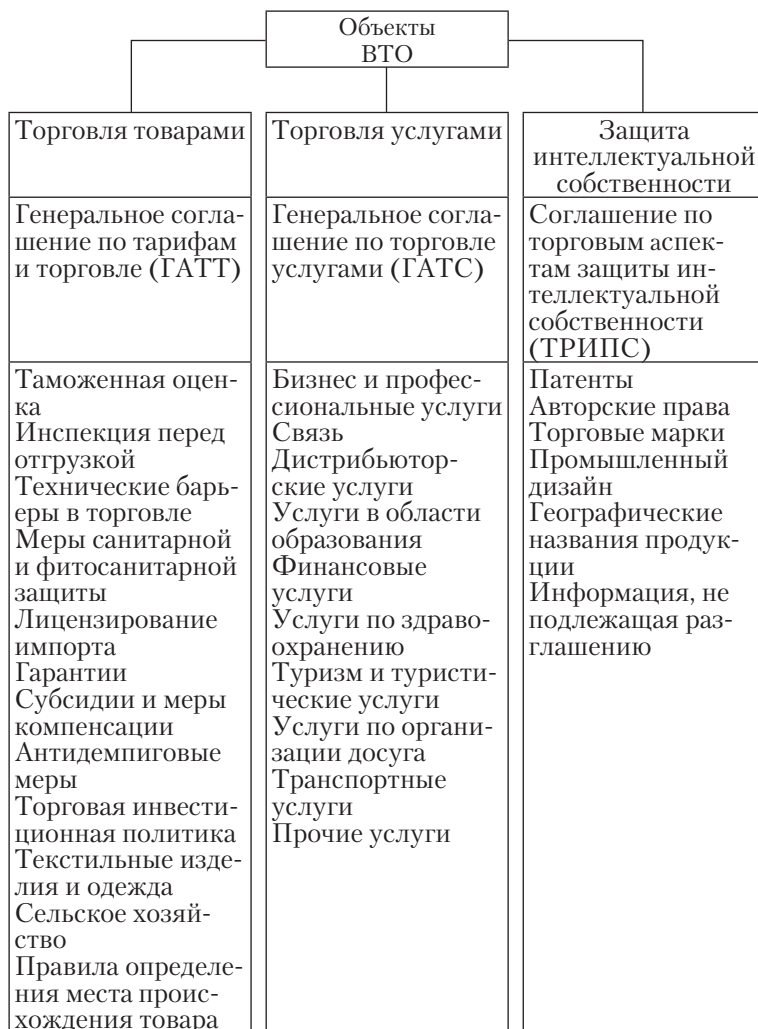 Объекты
ВТО
Торговля товарами
Торговля услугами
Защита
интеллектуальной
собственности
Генеральное согла-
шение по тарифам
и торговле (ГАТТ)
Генеральное согла-
шение по торговле
услугами (ГАТС)
Соглашение по
торговым аспек-
там защиты ин-
теллектуальной
собственности
(ТРИПС)
Таможенная оцен-
ка
Инспекция перед
отгрузкой
Технические барь-
еры в торговле
Меры санитарной
и фитосанитарной
защиты
Лицензирование
импорта
Гарантии
Субсидии и меры
компенсации
Антидемпиговые
меры
Торговая инвести-
ционная политика
Текстильные изде-
лия и одежда
Сельское хозяй-
ство
Правила определе-
ния места проис-
хождения товара
Бизнес и профес-
сиональные услуги
Связь
Дистрибьютор-
ские услуги
Услуги в области
образования
Финансовые
услуги
Услуги по здраво-
охранению
Туризм и туристи-
ческие услуги
Услуги по органи-
зации досуга
Транспортные
услуги
Прочие услуги
Патенты
Авторские права
Торговые марки
Промышленный
дизайн
Географические
названия продук-
ции
Информация, не
подлежащая раз-
глашению